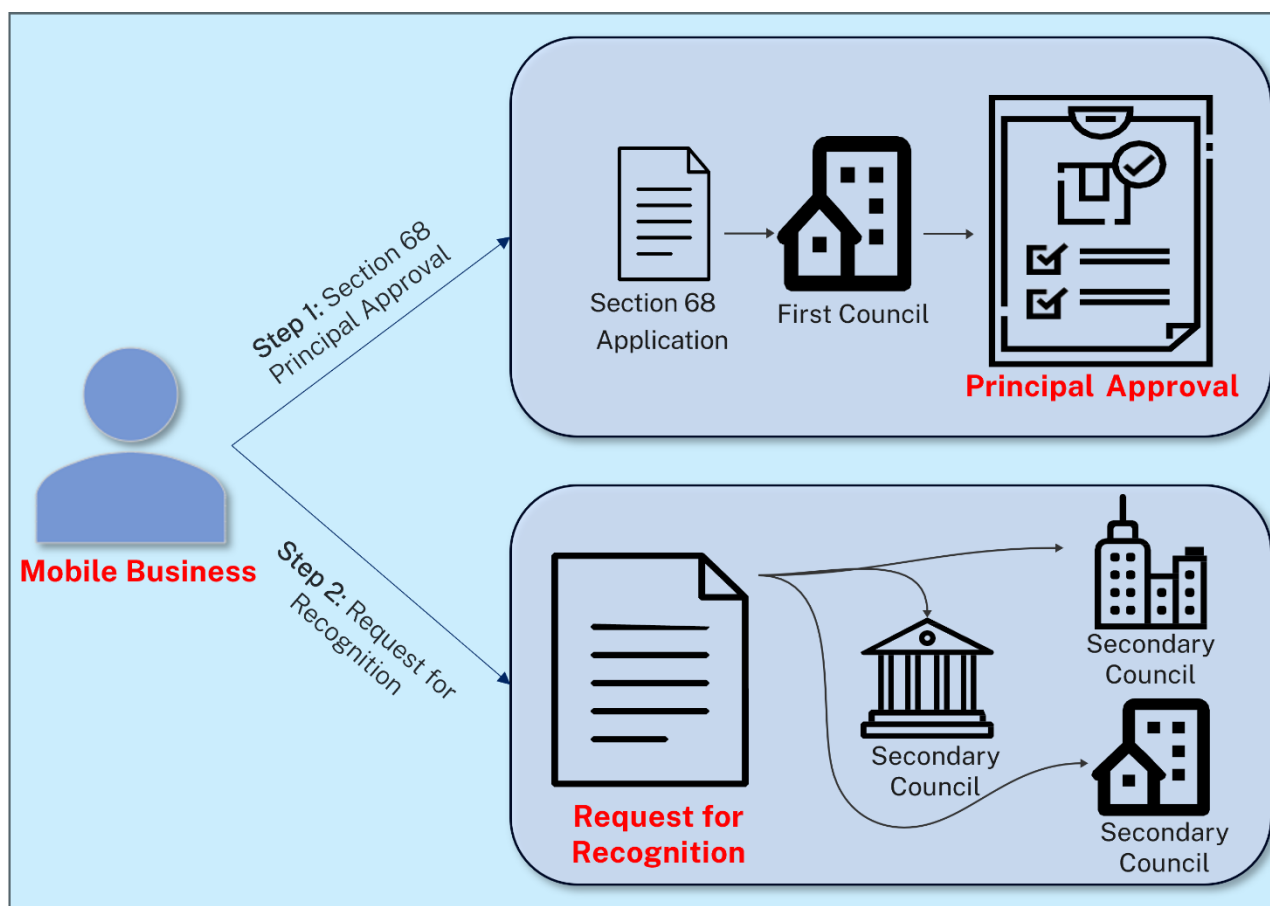 Mobile Business
Step 1: Section 68
Principal Approval
Section 68
Application
First Council
Principal Approval
Step 2: Request for
Recognition
Request for
Recognition
Secondary
Council
Secondary
Council
Secondary
Council